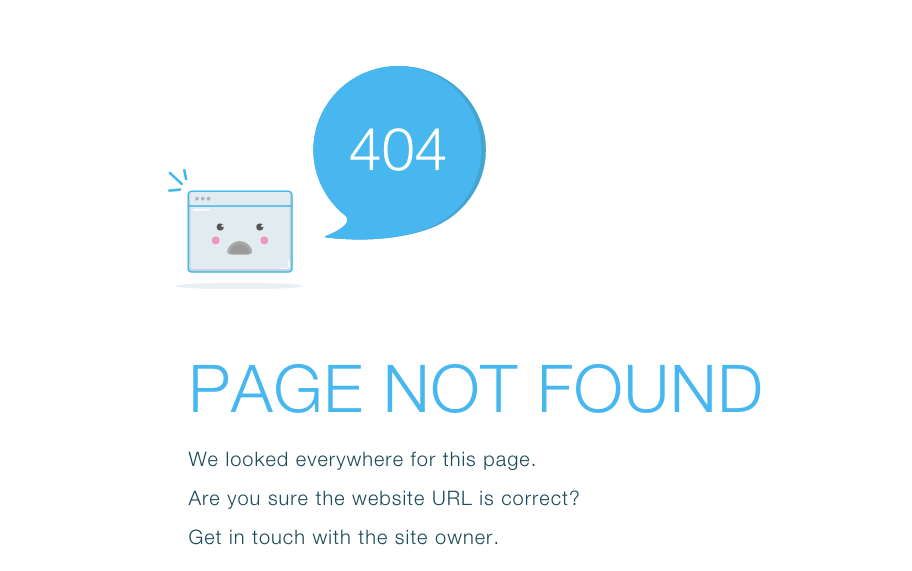 404
PAGE NOT FOUND
We looked everywhere for this page.
Are you sure the website URL is correct?
Get in touch with the site owner.